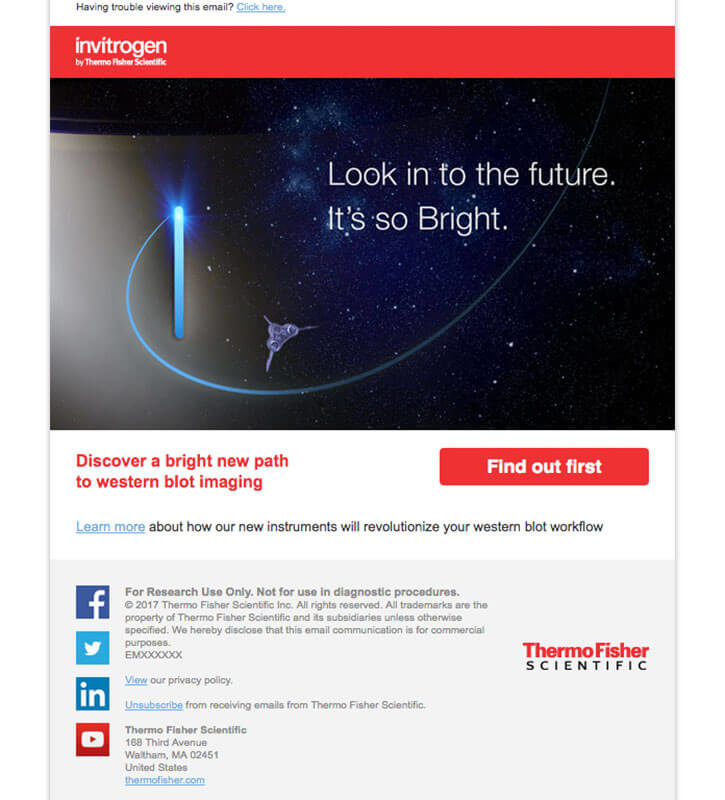 Having trouble viewing this email? Click here.
invitrogen
by Thermo Fisher Scientific
Look in to the future.
It's so Bright.
Discover a bright new path
to western blot imaging
Find out first
Learn more about how our new instruments will revolutionize your western blot workflow
For Research Use Only. Not for use in diagnostic procedures.
© 2017 Thermo Fisher Scientific Inc. All rights reserved. All trademarks are the
property of Thermo Fisher Scientific and its subsidiaries unless otherwise
specified. We hereby disclose that this email communication is for commercial
purposes.
EMXXXXXX
View our privacy policy.
Unsubscribe from receiving emails from Thermo Fisher Scientific.
Thermo Fisher Scientific
168 Third Avenue
Waltham, MA 02451
United States
thermofisher.com
f
in
ThermoFisher
SCIENTIFIC